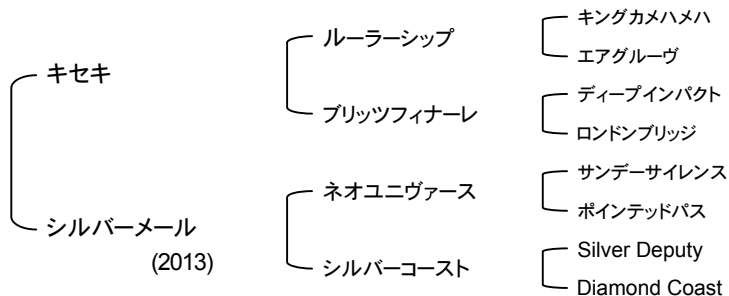 キセキ
シルバーメール
(2013)
ルーラーシップ
ブリッツフィナーレ
ネオユニヴァース
シルバーコースト
キングカメハメハ
エアグルーヴ
ディープインパクト
ロンドンブリッジ
サンデーサイレンス
ポインテッドパス
Silver Deputy
Diamond Coast